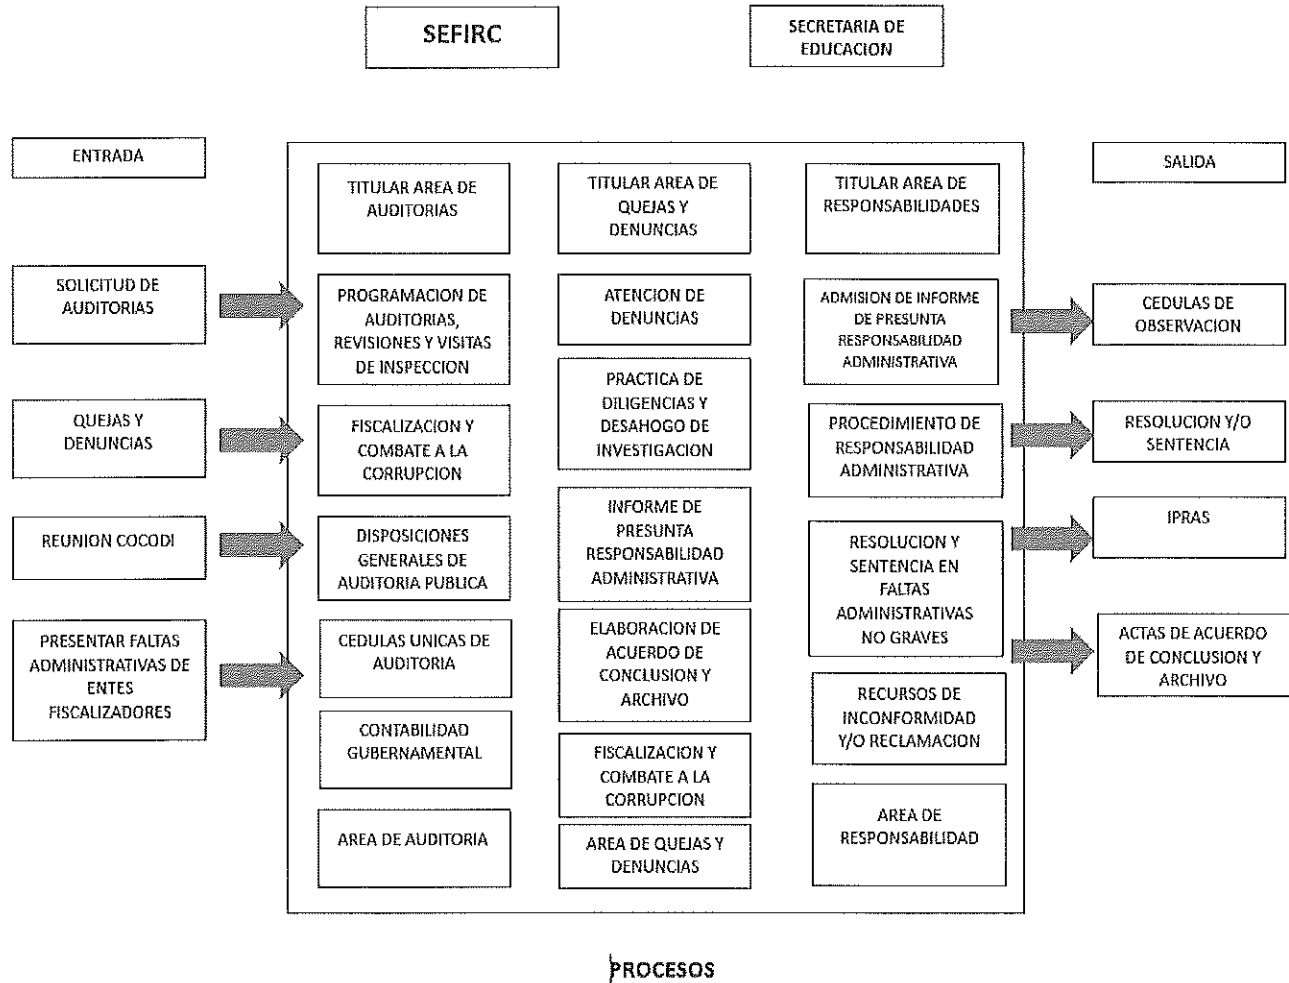 SEFIRC
SECRETARIA DE
EDUCACION
ENTRADA
SOLICITUD DE
AUDITORIAS
QUEJAS Y
DENUNCIAS
REUNION COCODI
PRESENTAR FALTAS
ADMINISTRATIVAS DE
ENTES
FISCALIZADORES
TITULAR AREA DE
AUDITORIAS
PROGRAMACION DE
AUDITORIAS,
REVISIONES Y VISITAS
DE INSPECCION
FISCALIZACION Y
COMBATE A LA
CORRUPCION
DISPOSICIONES
GENERALES DE
AUDITORIA PUBLICA
CEDULAS UNICAS DE
AUDITORIA
CONTABILIDAD
GUBERNAMENTAL
AREA DE AUDITORIA
TITULAR AREA DE
QUEJAS Y
DENUNCIAS
ATENCION DE
DENUNCIAS
PRACTICA DE
DILIGENCIAS Y
DESAHOGO DE
INVESTIGACION
INFORME DE
PRESUNTA
RESPONSABILIDAD
ADMINISTRATIVA
ELABORACION DE
ACUERDO DE
CONCLUSION Y
ARCHIVO
FISCALIZACION Y
COMBATE A LA
CORRUPCION
AREA DE QUEJAS Y
DENUNCIAS
TITULAR AREA DE
RESPONSABILIDADES
ADMISION DE INFORME
DE PRESUNTA
RESPONSABILIDAD
ADMINISTRATIVA
PROCEDIMIENTO DE
RESPONSABILIDAD
ADMINISTRATIVA
RESOLUCION Y
SENTENCIA EN
FALTAS
ADMINISTRATIVAS
NO GRAVES
RECURSOS DE
INCONFORMIDAD
Y/O RECLAMACION
AREA DE
RESPONSABILIDAD
SALIDA
CEDULAS DE
OBSERVACION
RESOLUCION Y/O
SENTENCIA
IPRAS
ACTAS DE ACUERDO
DE CONCLUSION Y
ARCHIVO
PROCESOS